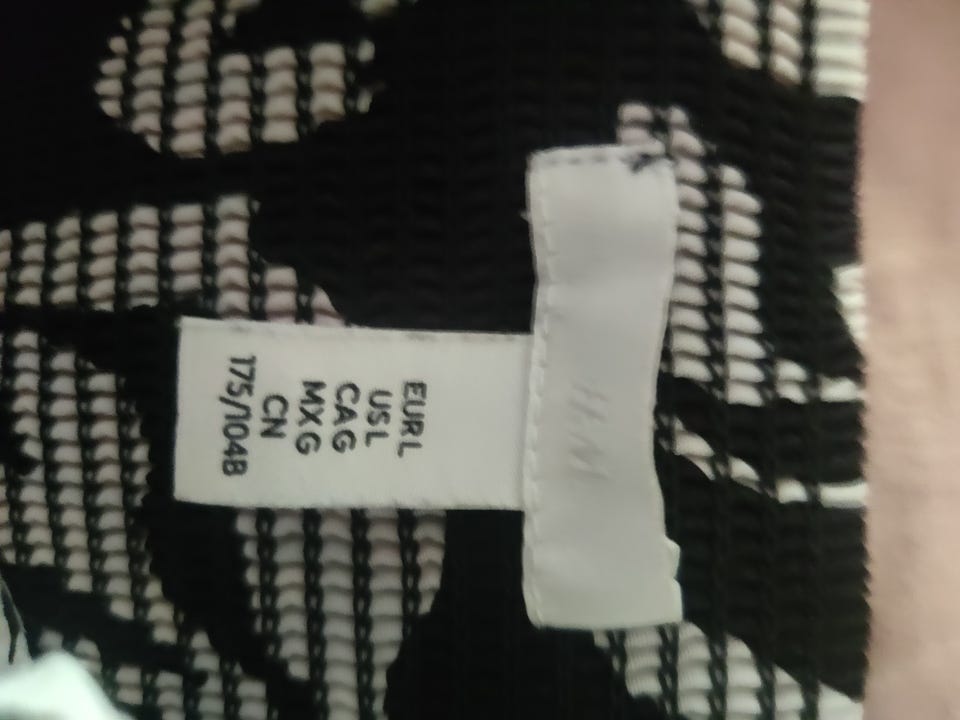 H&M
EUR L
US L
CA G
MX G
CN
175/104B